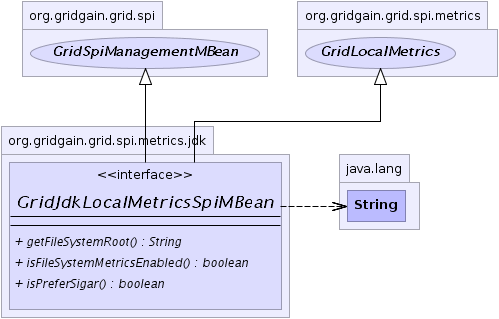 org.gridgain.grid.spi
GridSpiManagementMBean
org.gridgain.grid.spi.metrics
GridLocalMetrics
org.gridgain.grid.spi.metrics.jdk
<<interface>>
GridJdkLocalMetricsSpiMBean
+ getFileSystemRoot() : String
+ isFileSystemMetricsEnabled() : boolean
+ isPreferSigar() : boolean
java.lang
String